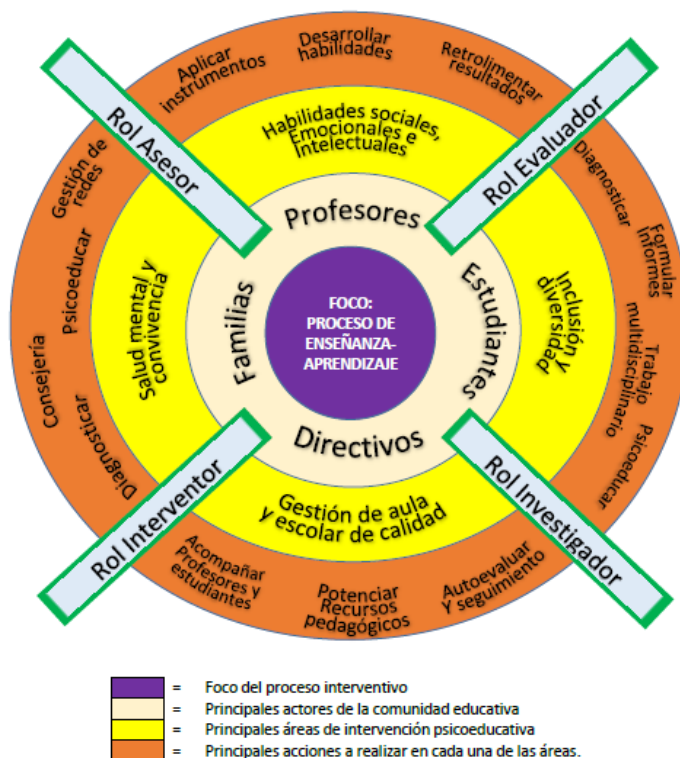 Aplicar
instrumentos
Desarrollar
habilidades
Retrolimentar
resultados
Rol Asesor
Rol Evaluador
Habilidades sociales,
Emocionales e
Intelectuales
Gestión de
redes
Psicoeducar
Consejería
Diagnosticar
Salud mental y
convivencia
Profesores
Familias
Estudiantes
Directivos
FOCO:
PROCESO DE
ENSEÑANZA-
APRENDIZAJE
Inclusión y
diversidad
Diagnosticar
Formular
Informes
Trabajo
multidisciplinario
Psicoeducar
Rol Interventor
Rol Investigador
Gestión de aula
y escolar de calidad
Acompañar
Profesores y
estudiantes
Potenciar
Recursos
pedagógicos
Autoevaluar
Y seguimiento
= Foco del proceso interventivo
= Principales actores de la comunidad educativa
= Principales áreas de intervención psicoeducativa
= Principales acciones a realizar en cada una de las áreas.